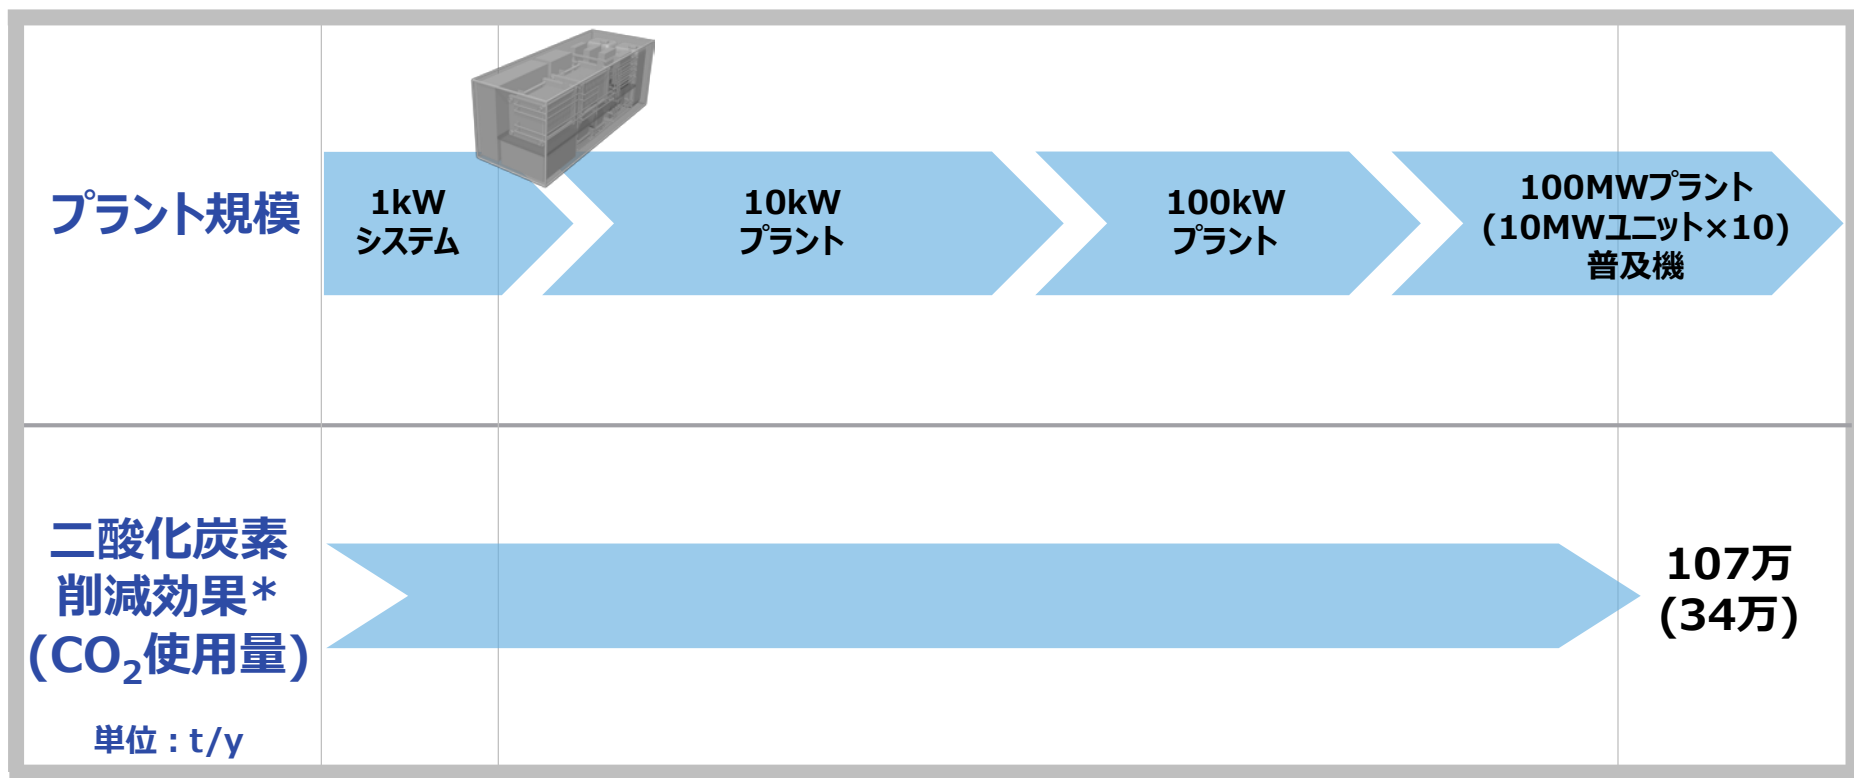 プラント規模
1kW
システム
10kW
プラント
100kW
プラント
100MWプラント
(10MWユニット×10)
普及機
二酸化炭素
削減効果*
(CO₂使用量)
単位：t/y
107万
(34万)